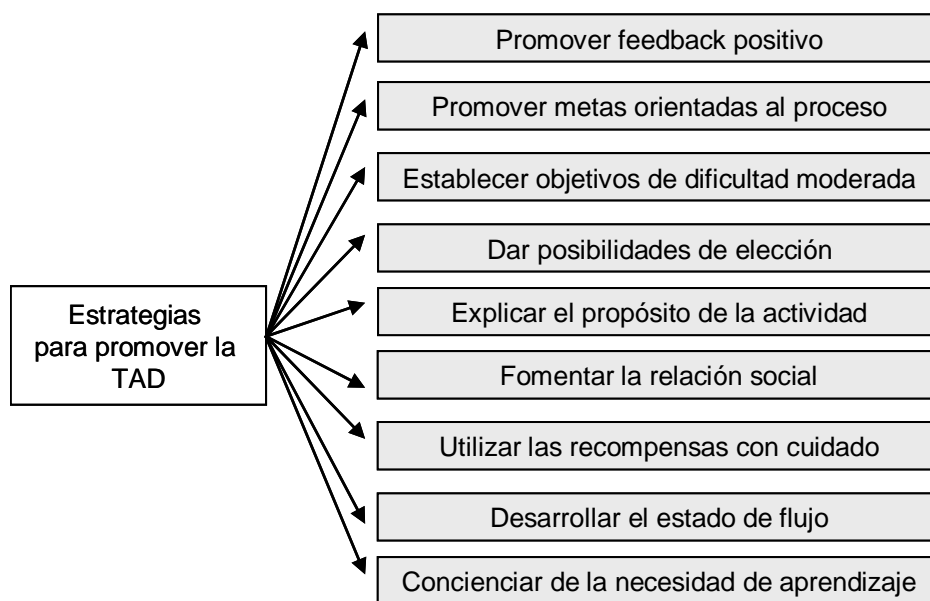 Promover feedback positivo
Promover metas orientadas al proceso
Establecer objetivos de dificultad moderada
Dar posibilidades de elección
Estrategias
para promover la
TAD
Explicar el propósito de la actividad
Fomentar la relación social
Utilizar las recompensas con cuidado
Desarrollar el estado de flujo
Concienciar de la necesidad de aprendizaje